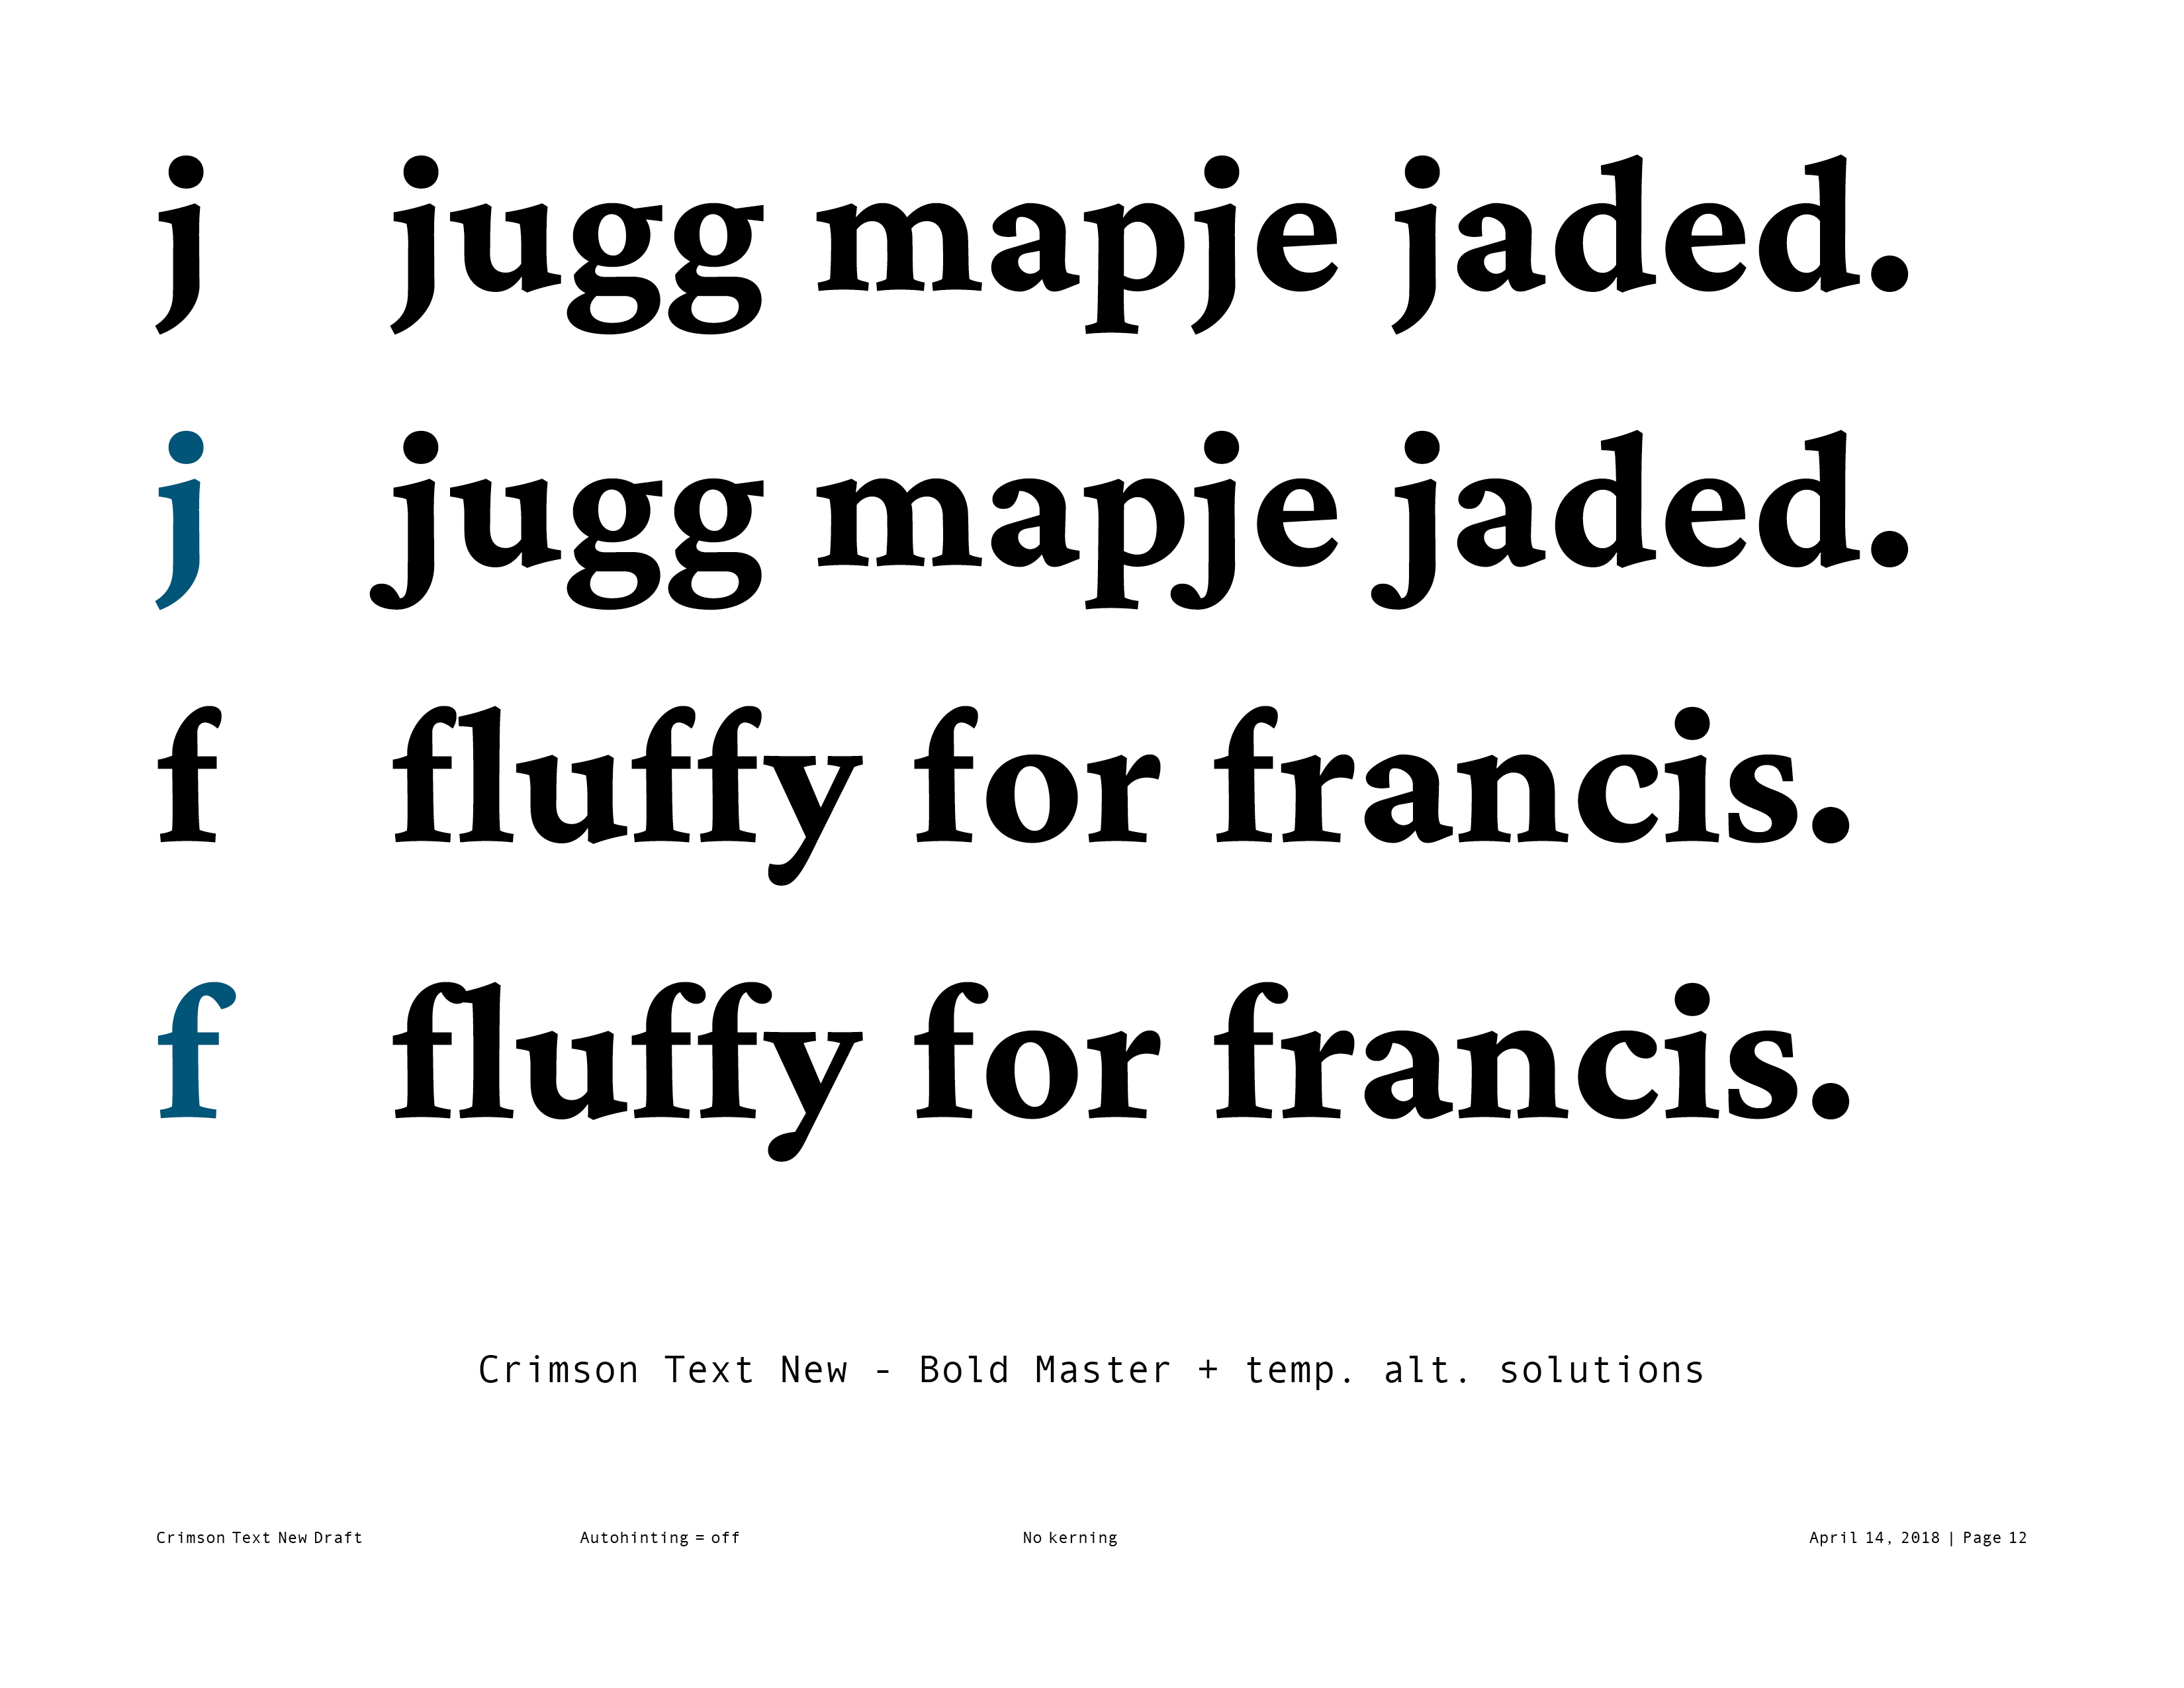 j jugg mapje jaded.
j jugg mapje jaded.
f fluffy for francis.
f fluffy for francis.
Crimson Text New - Bold Master + temp. alt. solutions
Crimson Text New Draft Autohinting = off No kerning April 14, 2018 | Page 12